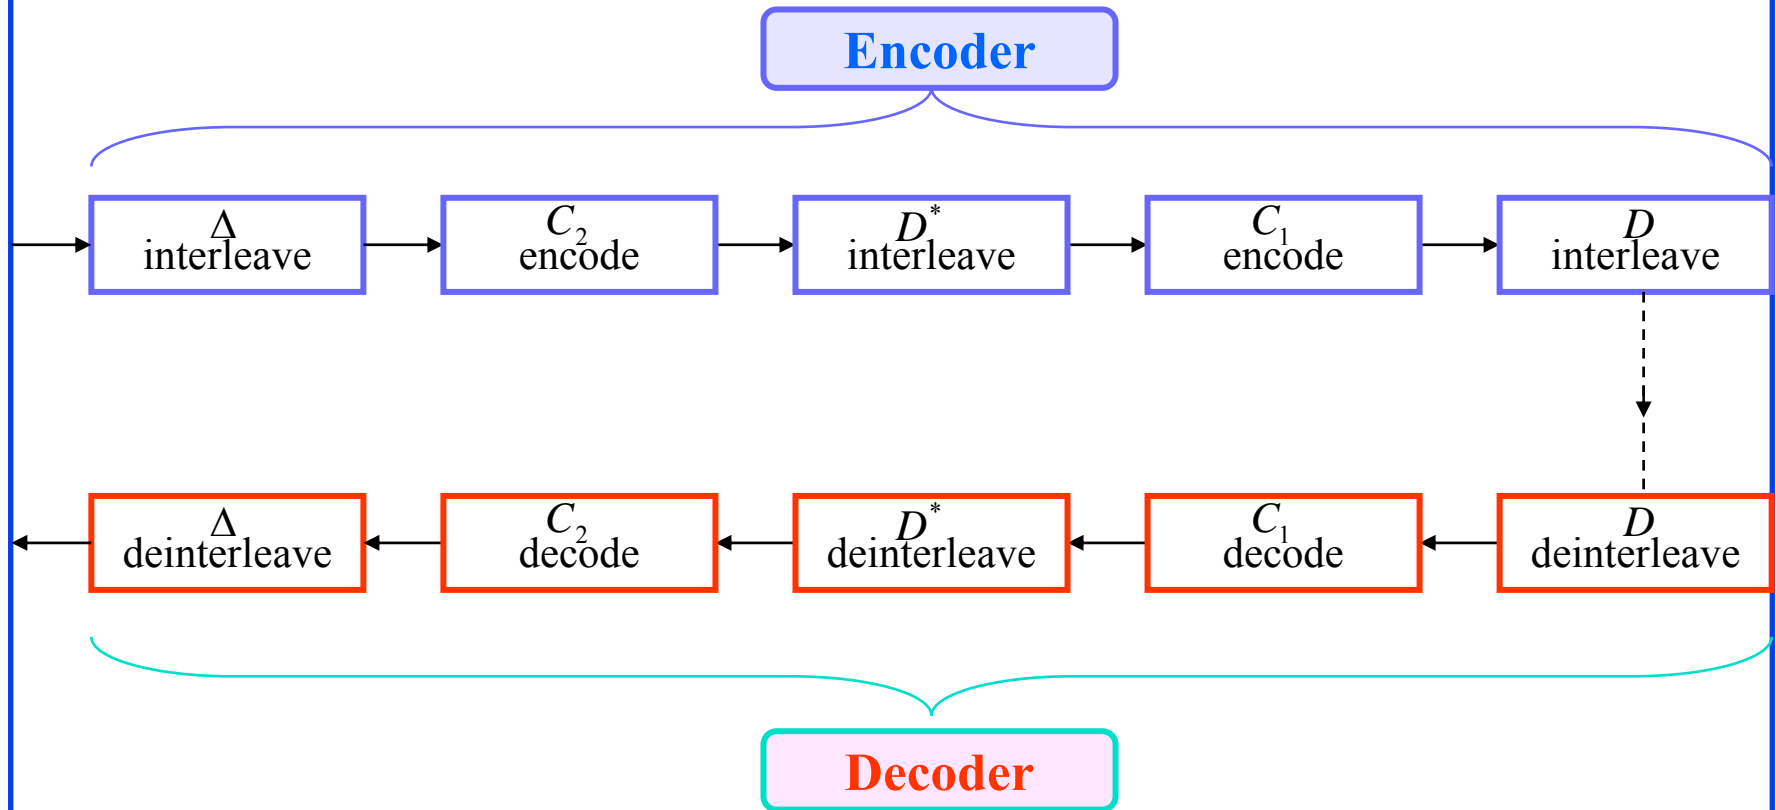 Encoder
Δ
interleave
C₂
encode
D*
interleave
C₁
encode
D
interleave
Δ
deinterleave
C₂
decode
D*
deinterleave
C₁
decode
D
deinterleave
Decoder